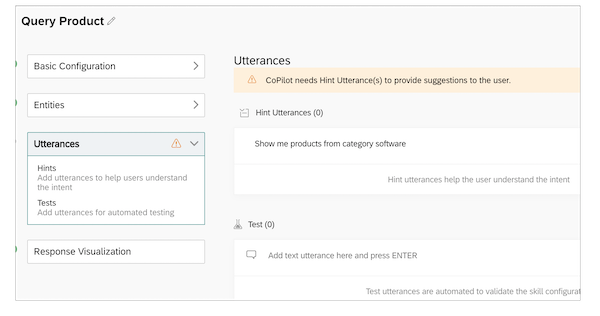 Query Product
Basic Configuration
Entities
Utterances
Hints
Add utterances to help users understand
the intent
Tests
Add utterances for automated testing
Response Visualization
Utterances
CoPilot needs Hint Utterance(s) to provide suggestions to the user.
Hint Utterances (0)
Show me products from category software
Hint utterances help the user understand the intent
Test (0)
Add text utterance here and press ENTER
Test utterances are automated to validate the skill configurat